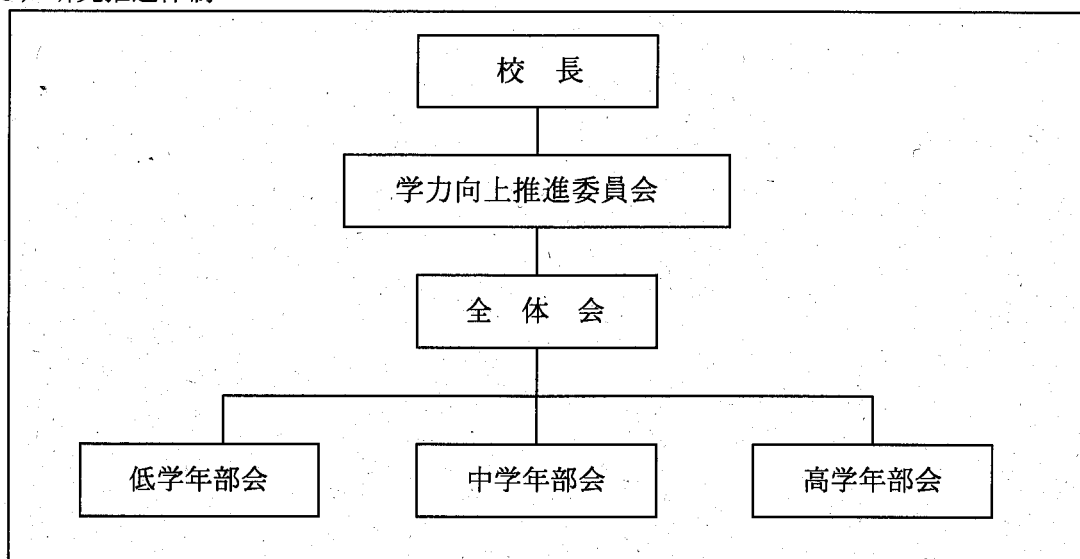 校　長
学力向上推進委員会
全　体　会
低学年部会
中学年部会
高学年部会